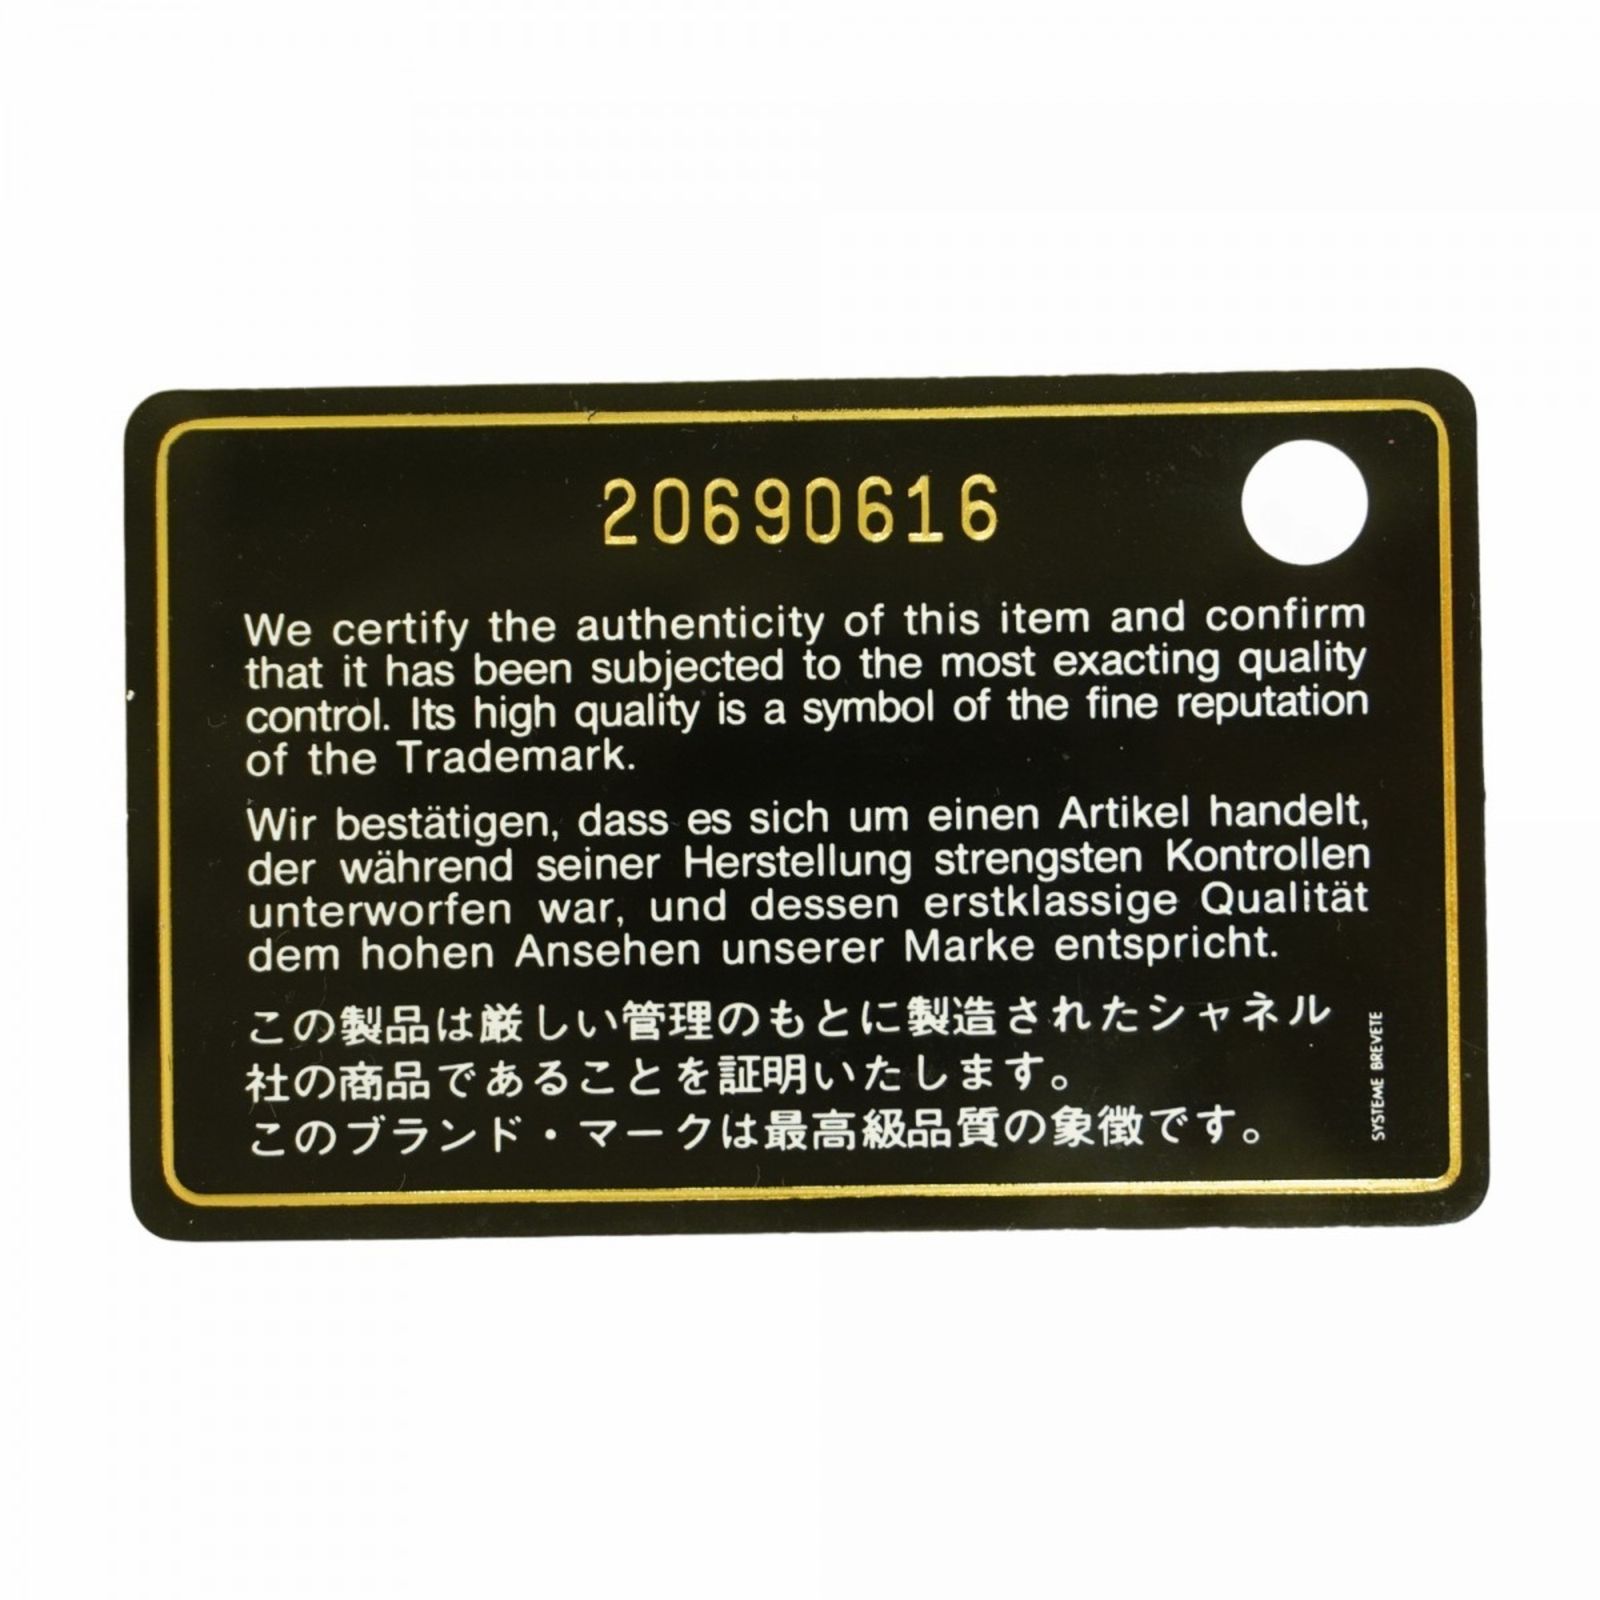 20690616
We certify the authenticity of this item and confirm
that it has been subjected to the most exacting quality
control. Its high quality is a symbol of the fine reputation
of the Trademark.
Wir bestätigen, dass es sich um einen Artikel handelt,
der während seiner Herstellung strengsten Kontrollen
unterworfen war, und dessen erstklassige Qualität
dem hohen Ansehen unserer Marke entspricht.
この製品は厳しい管理のもとに製造されたシャネル
社の商品であることを証明いたします。
このブランド・マークは最高級品質の象徴です。
SYSTEME BREVETE